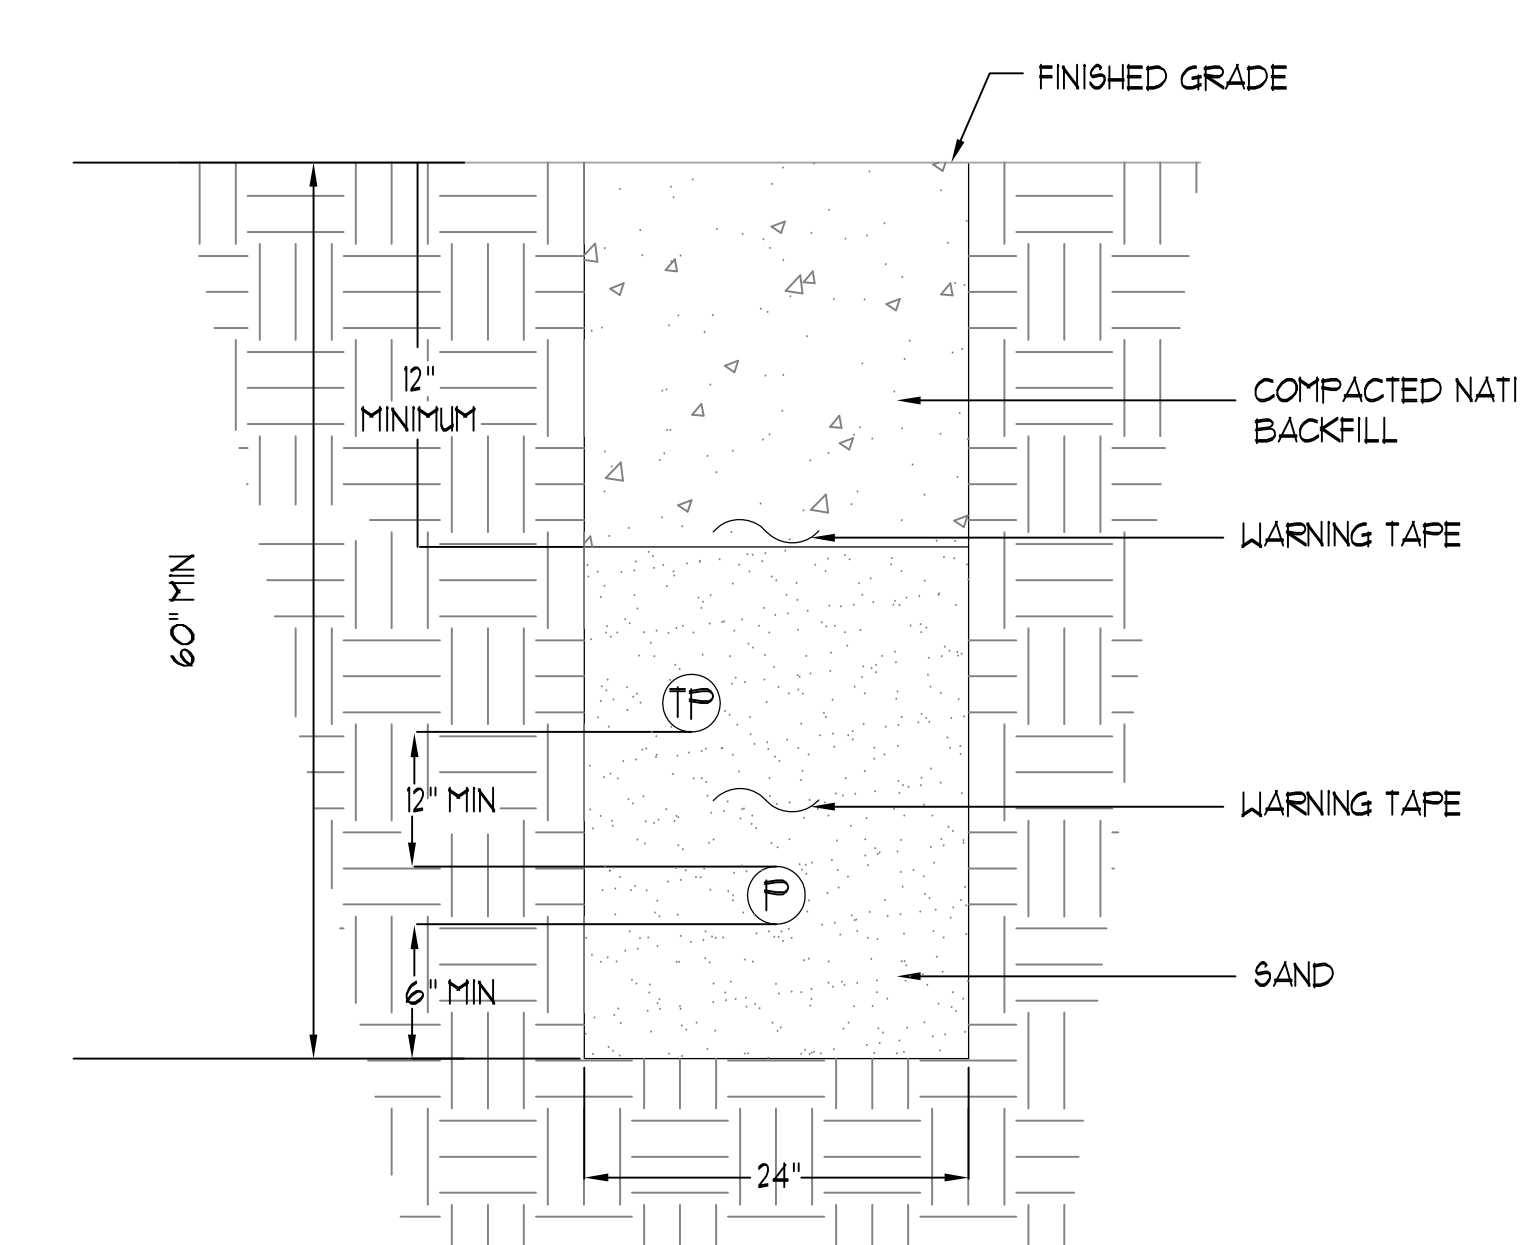 FINISHED GRADE
12"
MINIMUM
COMPACTED NATI
BACKFILL
WARNING TAPE
60" MIN
TP
12" MIN
WARNING TAPE
P
6" MIN
SAND
24"